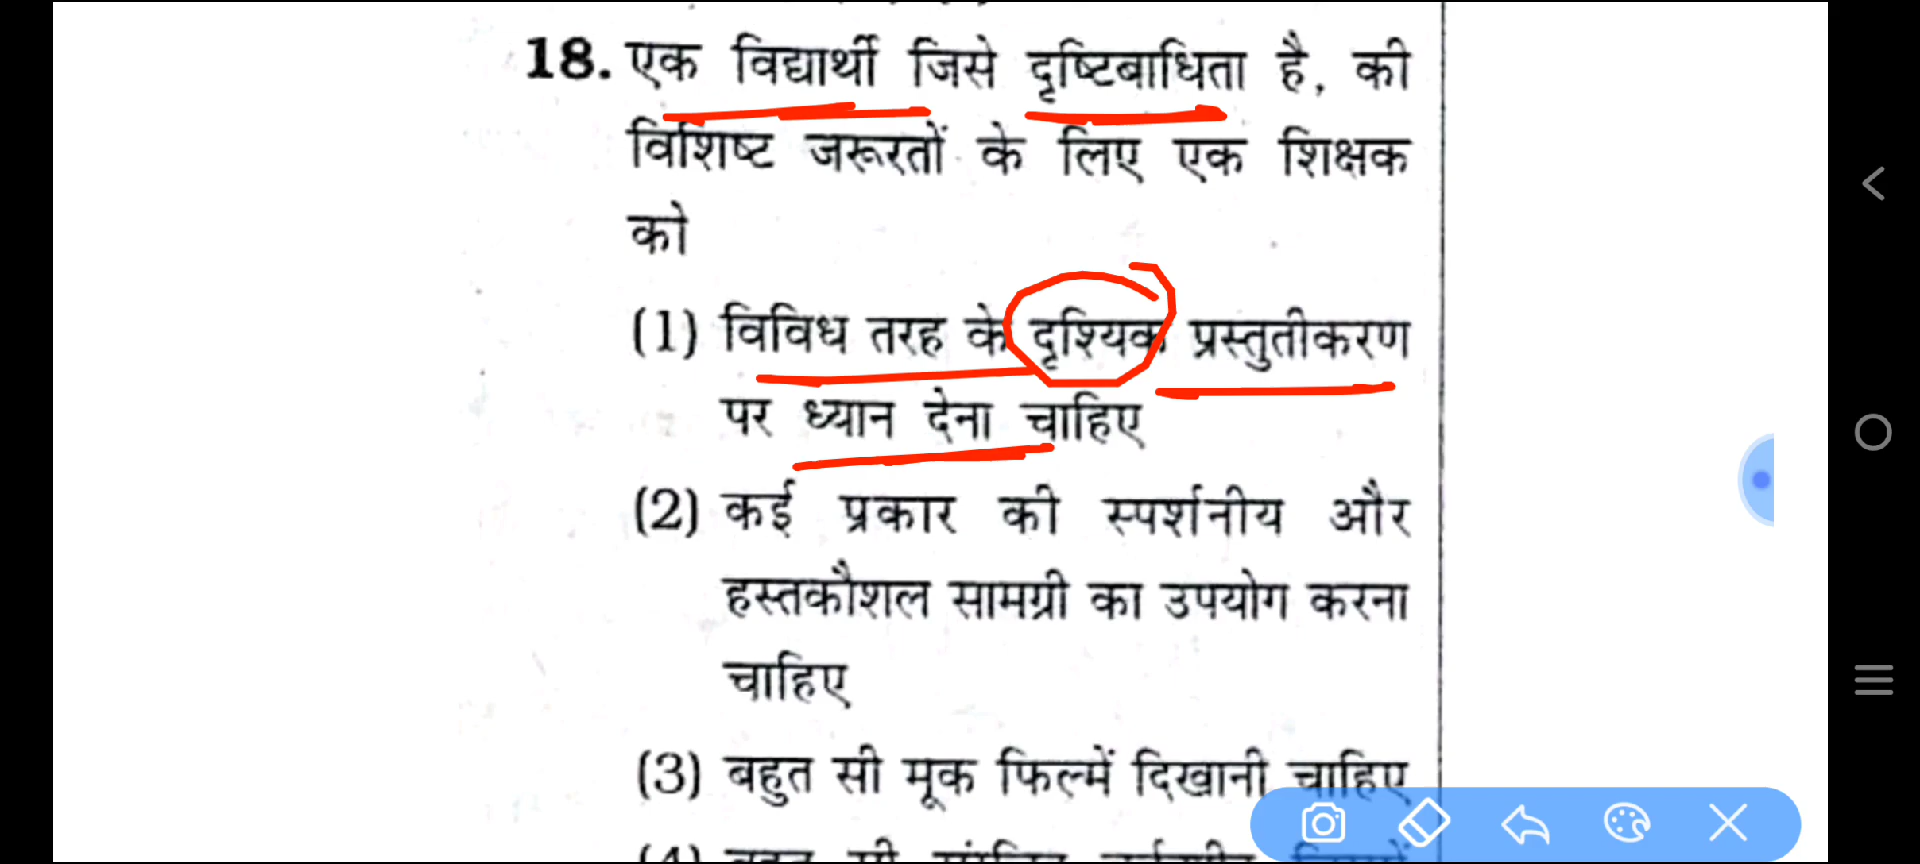 18. एक विद्यार्थी जिसे दृष्टिबाधिता है, की
विशिष्ट जरूरतों के लिए एक शिक्षक
को
(1) विविध तरह के दृश्यिक प्रस्तुतीकरण
पर ध्यान देना चाहिए
(2) कई प्रकार की स्पर्शनीय और
हस्तकौशल सामग्री का उपयोग करना
चाहिए
(3) बहुत सी मूक फिल्में दिखानी चाहिए